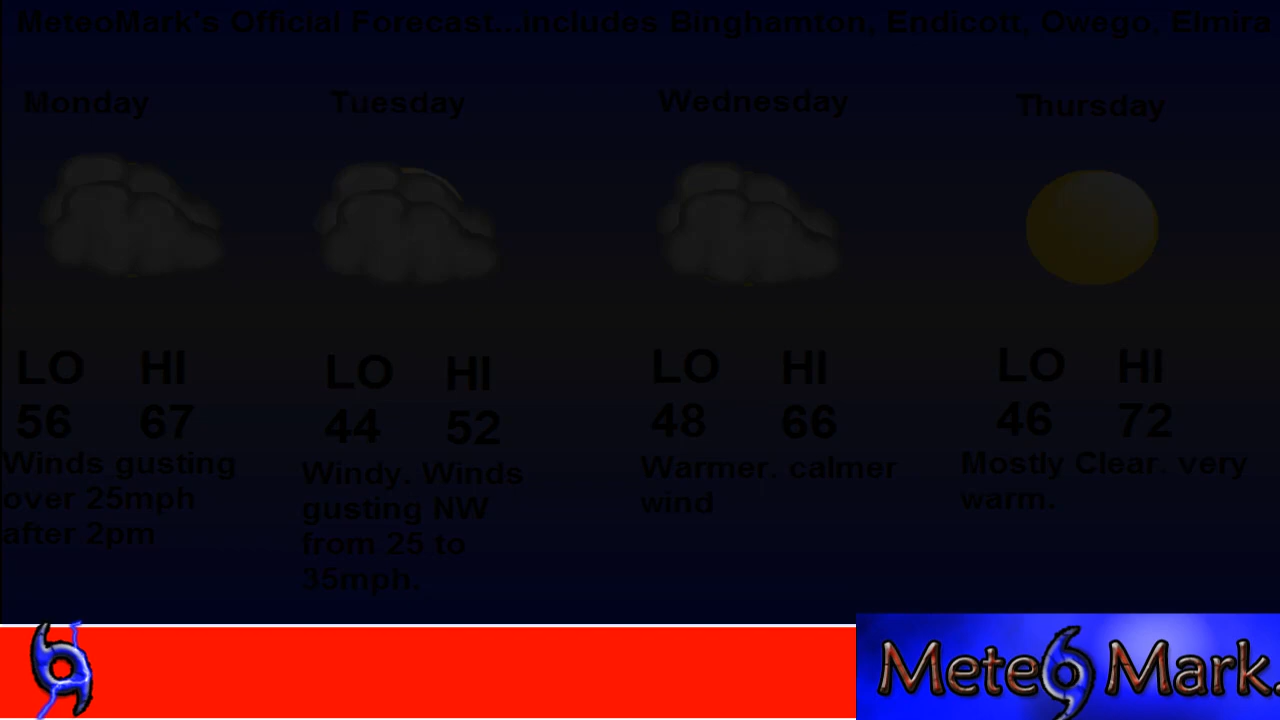 MeteoMark's Official Forecast...includes Binghamton, Endicott, Owego, Elmira
Monday
Tuesday
Wednesday
Thursday
LO HI
56 67
Winds gusting
over 25mph
after 2pm
LO HI
44 52
Windy. Winds
gusting NW
from 25 to
35mph.
LO HI
48 66
Warmer. calmer
wind
LO HI
46 72
Mostly Clear. very
warm.
Mete Mark.